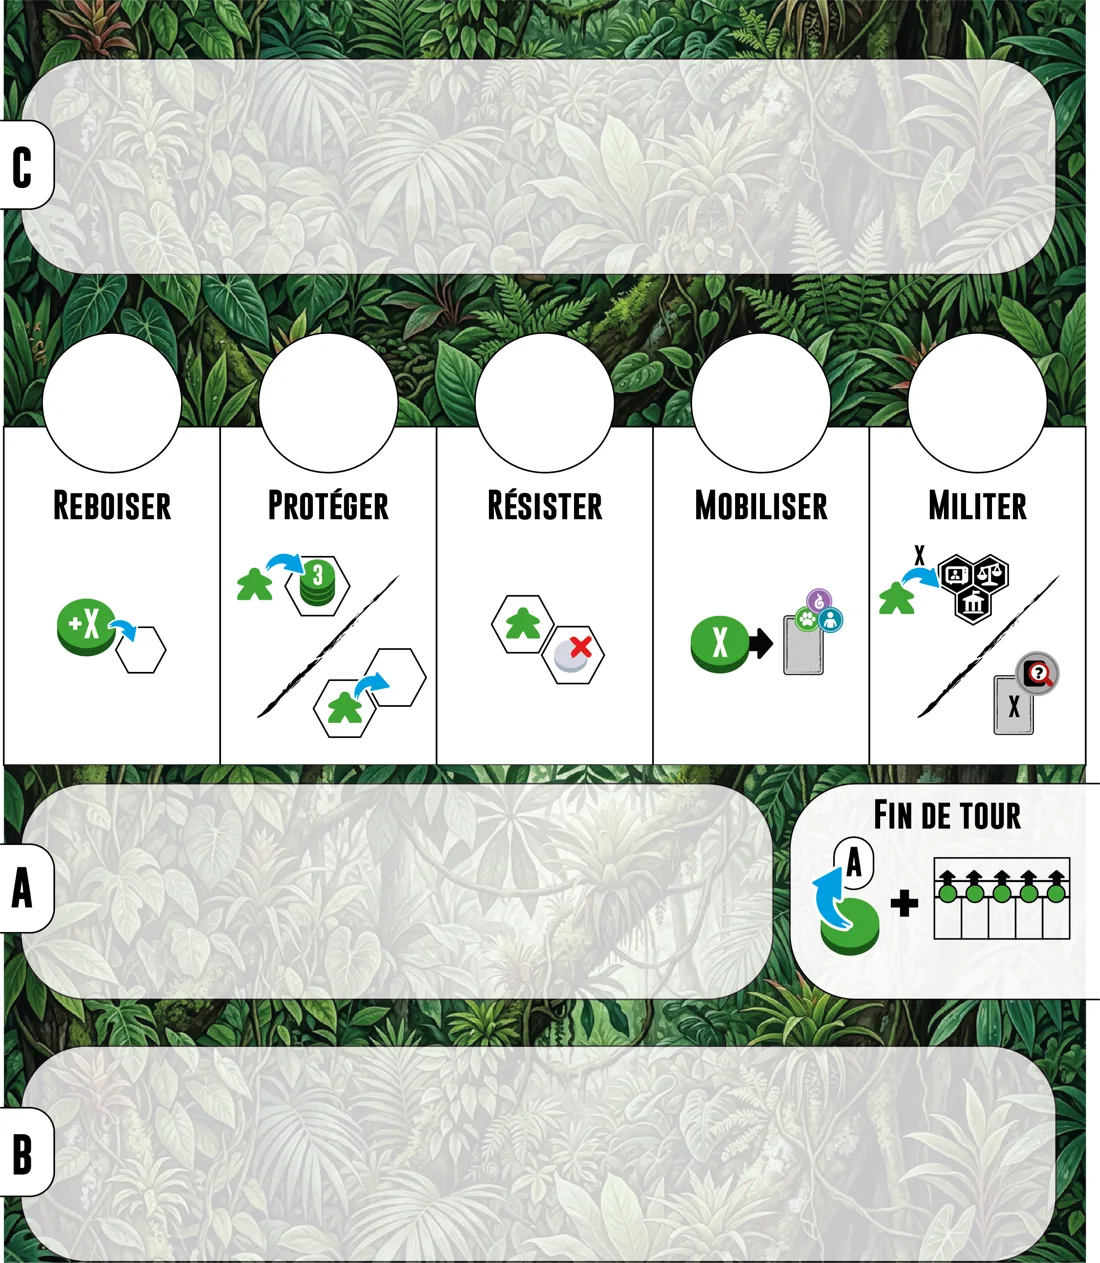 C
REBOISER
PROTÉGER
RÉSISTER
MOBILISER
MILITER
+X
3
X
X
?
X
A
FIN DE TOUR
A
B